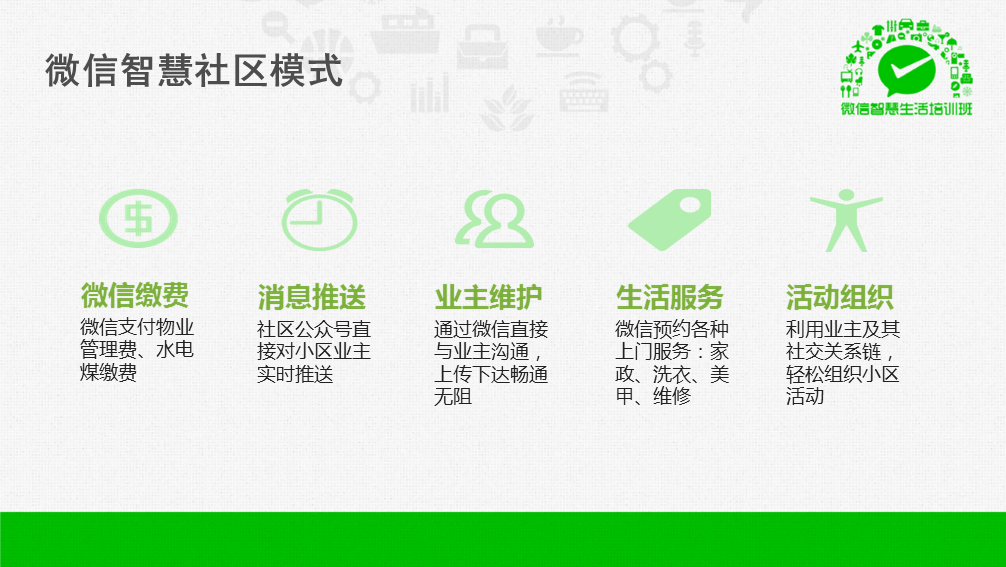 微信智慧社区模式
微信智慧生活培训班
微信缴费
微信支付物业
管理费、水电
煤缴费
消息推送
社区公众号直
接对小区业主
实时推送
业主维护
通过微信直接
与业主沟通，
上传下达畅通
无阻
生活服务
微信预约各种
上门服务：家
政、洗衣、美
甲、维修
活动组织
利用业主及其
社交关系链，
轻松组织小区
活动